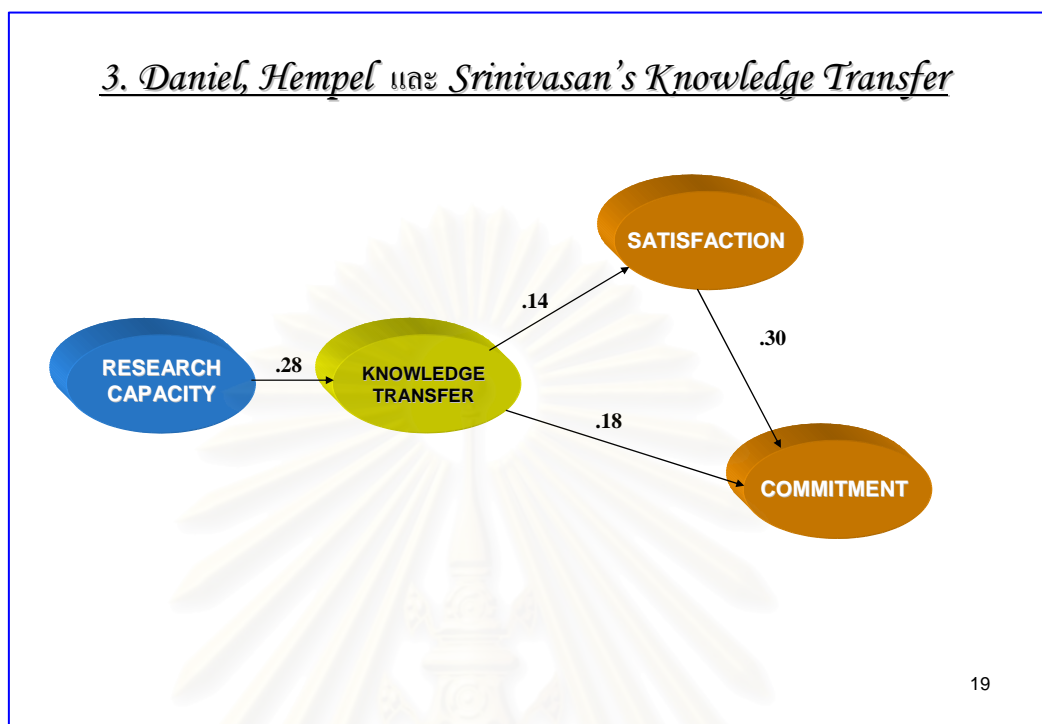 3. Daniel, Hempel และ Srinivasan's Knowledge Transfer
SATISFACTION
.14
.30
RESEARCH
CAPACITY
.28
KNOWLEDGE
TRANSFER
.18
COMMITMENT
19